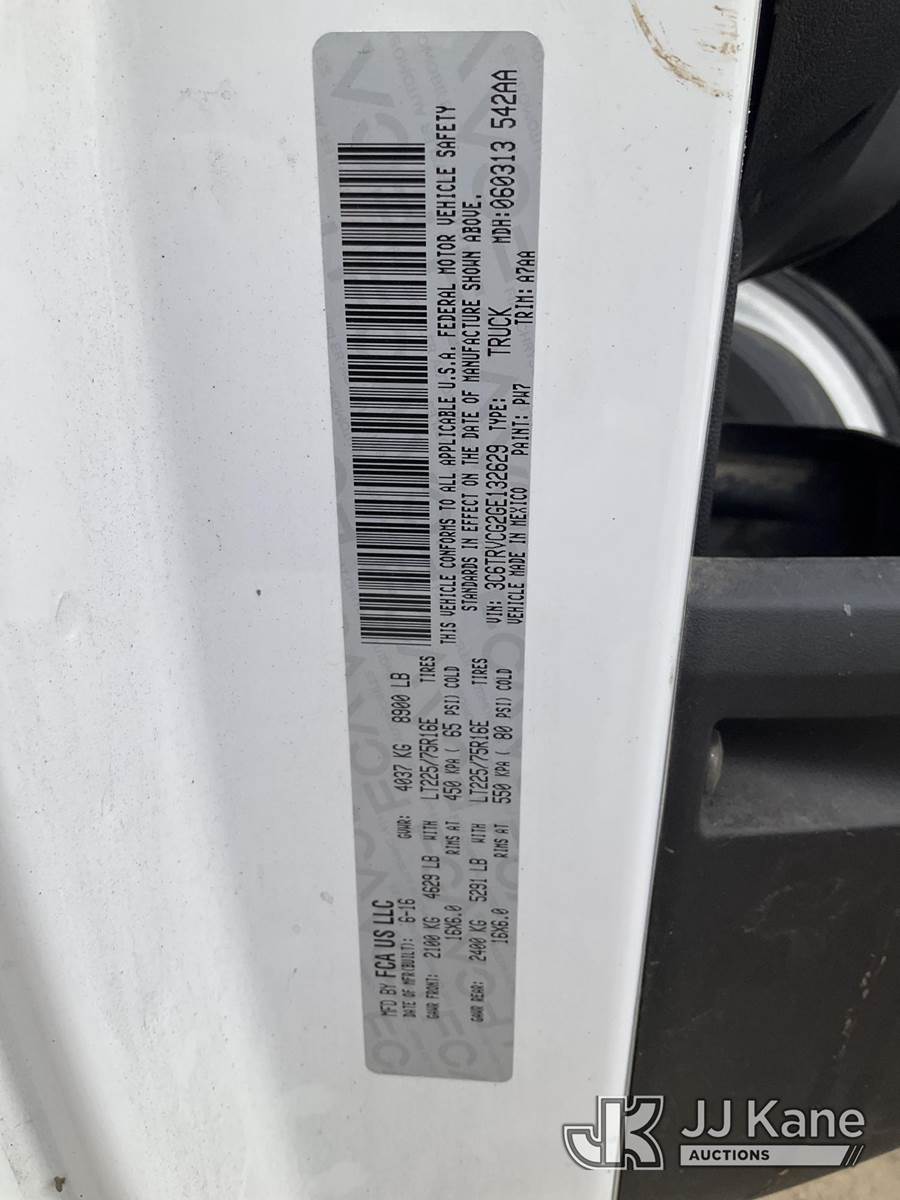 MFD BY FCA US LLC
DATE OF MFR(BUILT): 6-16 GVWR: 4037 KG 8900 LB
GAWR FRONT: 2100 KG 4629 LB WITH LT225/75R16E TIRES
16X6.0 RIMS AT 450 KPA ( 65 PSI) COLD
GAWR REAR: 2400 KG 5291 LB WITH LT225/75R16E TIRES
16X6.0 RIMS AT 550 KPA ( 80 PSI) COLD
THIS VEHICLE CONFORMS TO ALL APPLICABLE U.S.A. FEDERAL MOTOR VEHICLE SAFETY
STANDARDS IN EFFECT ON THE DATE OF MANUFACTURE SHOWN ABOVE.
VIN: 3C6TRVCG2GE132629 TYPE: TRUCK MDH:060313 542AA
VEHICLE MADE IN MEXICO PAINT: PW7 TRIM: A7AA
JK JJ Kane
AUCTIONS